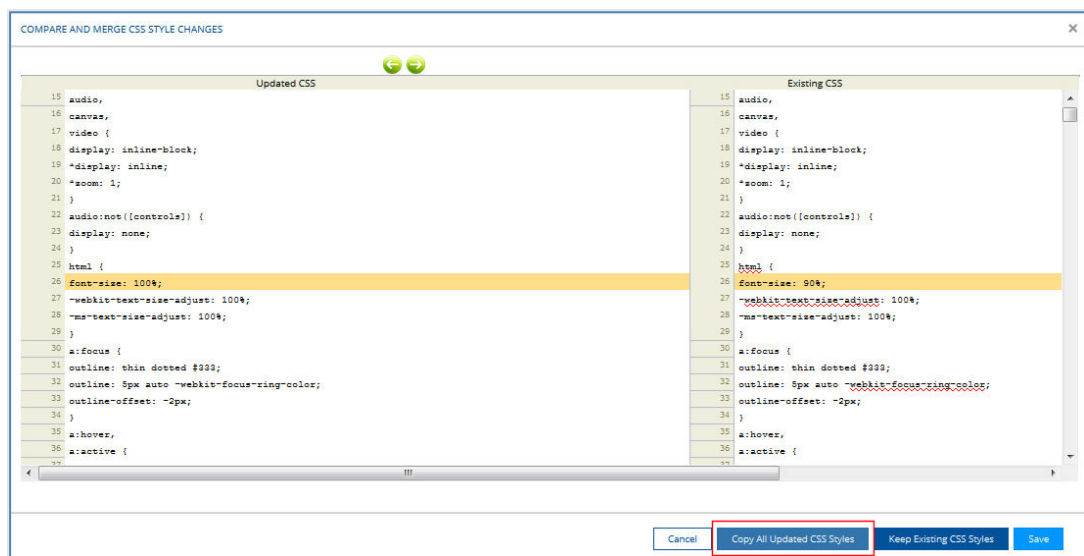 COMPARE AND MERGE CSS STYLE CHANGES
Updated CSS
15 audio,
16 canvas,
17 video {
18 display: inline-block;
19 *display: inline;
20 *zoom: 1;
21 }
22 audio:not([controls]) {
23 display: none;
24 }
25 html {
26 font-size: 100%;
27 -webkit-text-size-adjust: 100%;
28 -ms-text-size-adjust: 100%;
29 }
30 a:focus {
31 outline: thin dotted #333;
32 outline: 5px auto -webkit-focus-ring-color;
33 outline-offset: -2px;
34 }
35 a:hover,
36 a:active {
37
Existing CSS
15 audio,
16 canvas,
17 video {
18 display: inline-block;
19 *display: inline;
20 *zoom: 1;
21 }
22 audio:not([controls]) {
23 display: none;
24 }
25 html {
26 font-size: 90%;
27 -webkit-text-size-adjust: 100%;
28 -ms-text-size-adjust: 100%;
29 }
30 a:focus {
31 outline: thin dotted #333;
32 outline: 5px auto -webkit-focus-ring-color;
33 outline-offset: -2px;
34 }
35 a:hover,
36 a:active {
37
Cancel
Copy All Updated CSS Styles
Keep Existing CSS Styles
Save